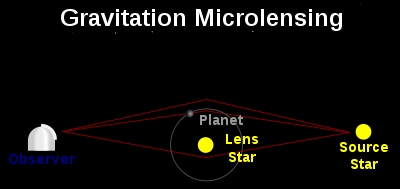 Gravitation Microlensing
Planet
Lens
Star
Observer
Source
Star